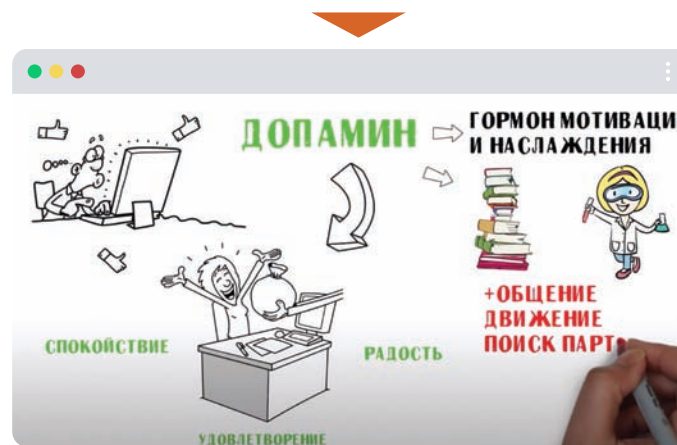 ДОПАМИН
ГОРМОН МОТИВАЦИ
И НАСЛАЖДЕНИЯ
+ОБЩЕНИЕ
ДВИЖЕНИЕ
ПОИСК ПАРТ
СПОКОЙСТВИЕ
РАДОСТЬ
УДОВЛЕТВОРЕНИЕ